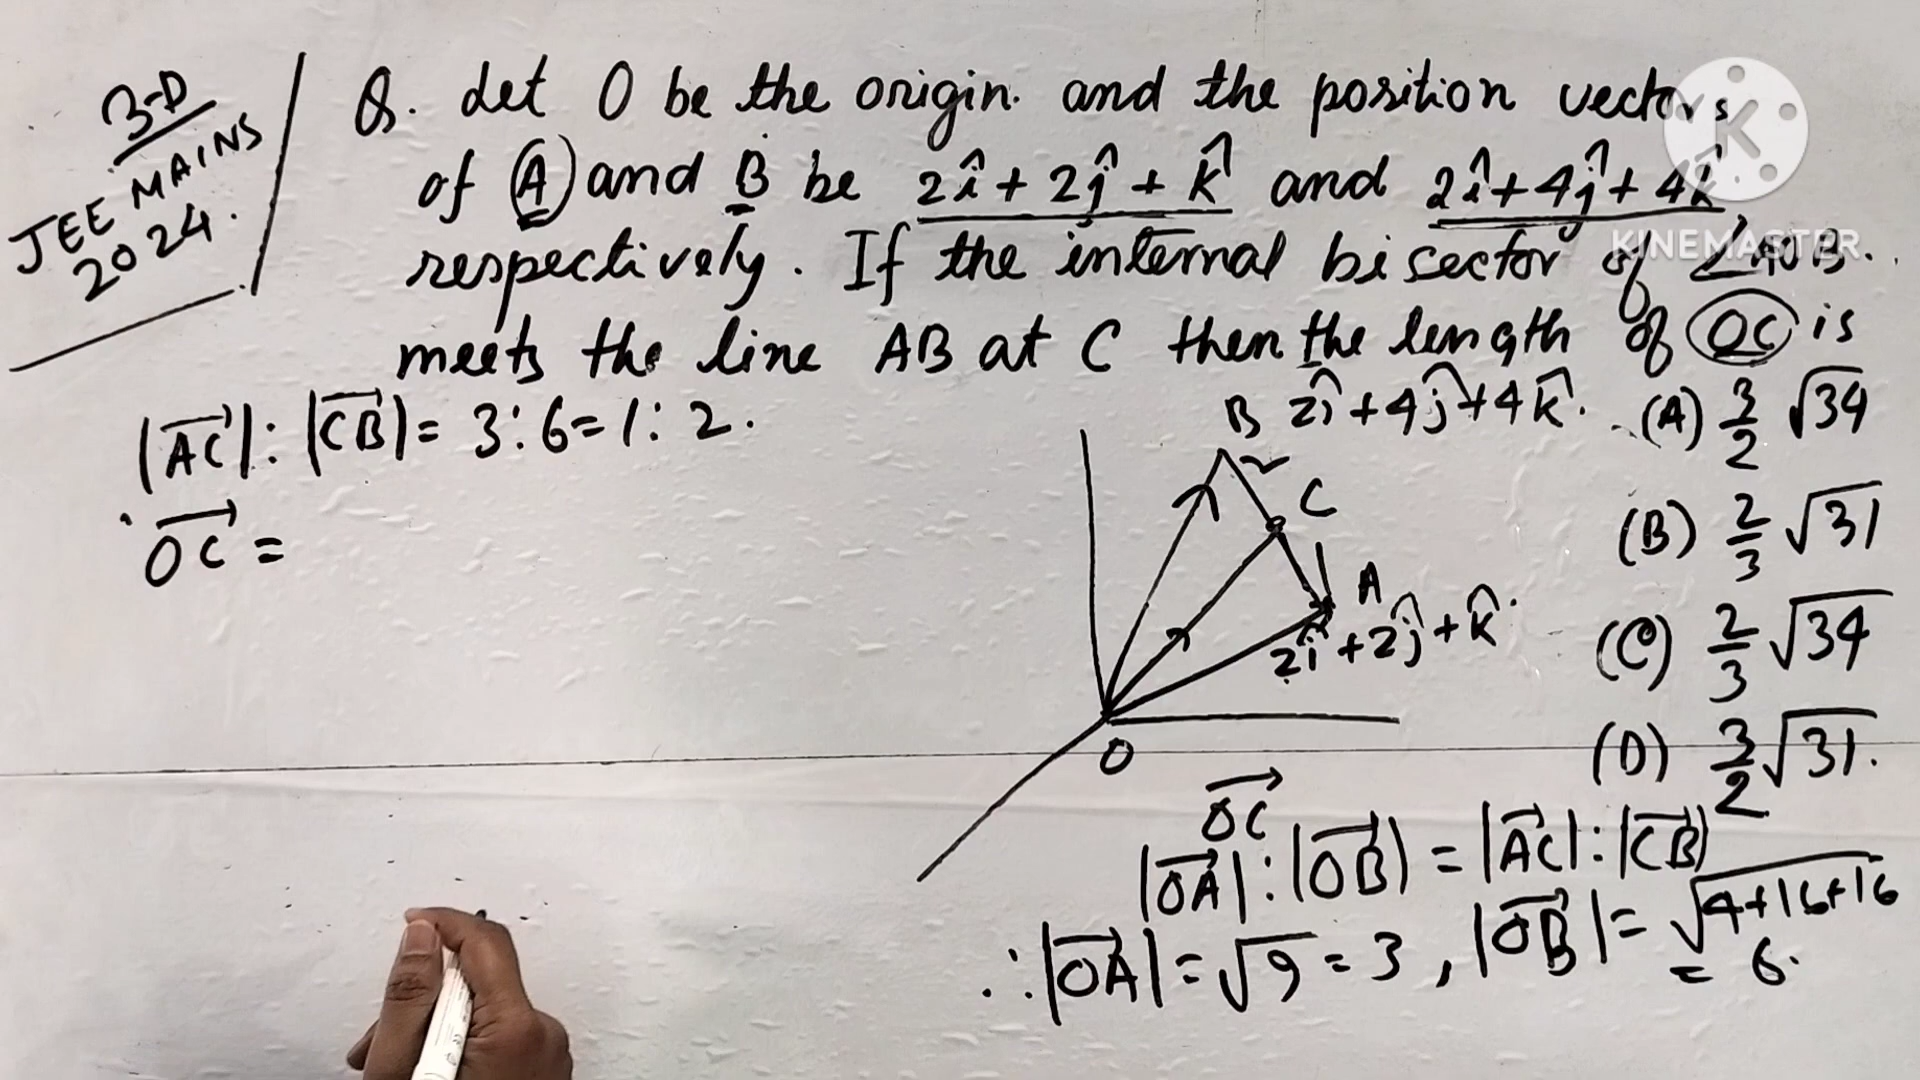 3-D
JEE MAINS
2024.
Q. Let O be the origin. and the position vectors
of A and B be 2î + 2ĵ + k̂ and 2î + 4ĵ + 4k̂.
respectively. If the internal bisector of ∠AOB.
meets the line AB at C then the length of OC is
|AC⃗| : |CB⃗| = 3:6 = 1:2.
OC⃗ =
B 2î + 4ĵ + 4k̂.
2
C
1
A
2î + 2ĵ + k̂.
O
(A) 3/2 √34
(B) 2/3 √31
(C) 2/3 √34
(D) 3/2 √31.
OC⃗
|OA⃗| : |OB⃗| = |AC⃗| : |CB⃗|
∴ |OA⃗| = √9 = 3, |OB⃗| = √4+16+16
= 6.
K
KINEMASTER